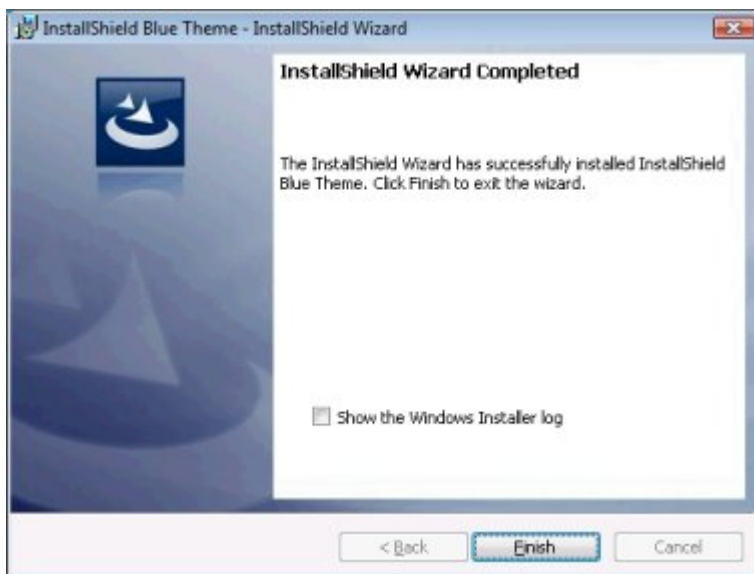 InstallShield Blue Theme - InstallShield Wizard
InstallShield Wizard Completed
The InstallShield Wizard has successfully installed InstallShield
Blue Theme. Click Finish to exit the wizard.
Show the Windows Installer log
< Back
Finish
Cancel